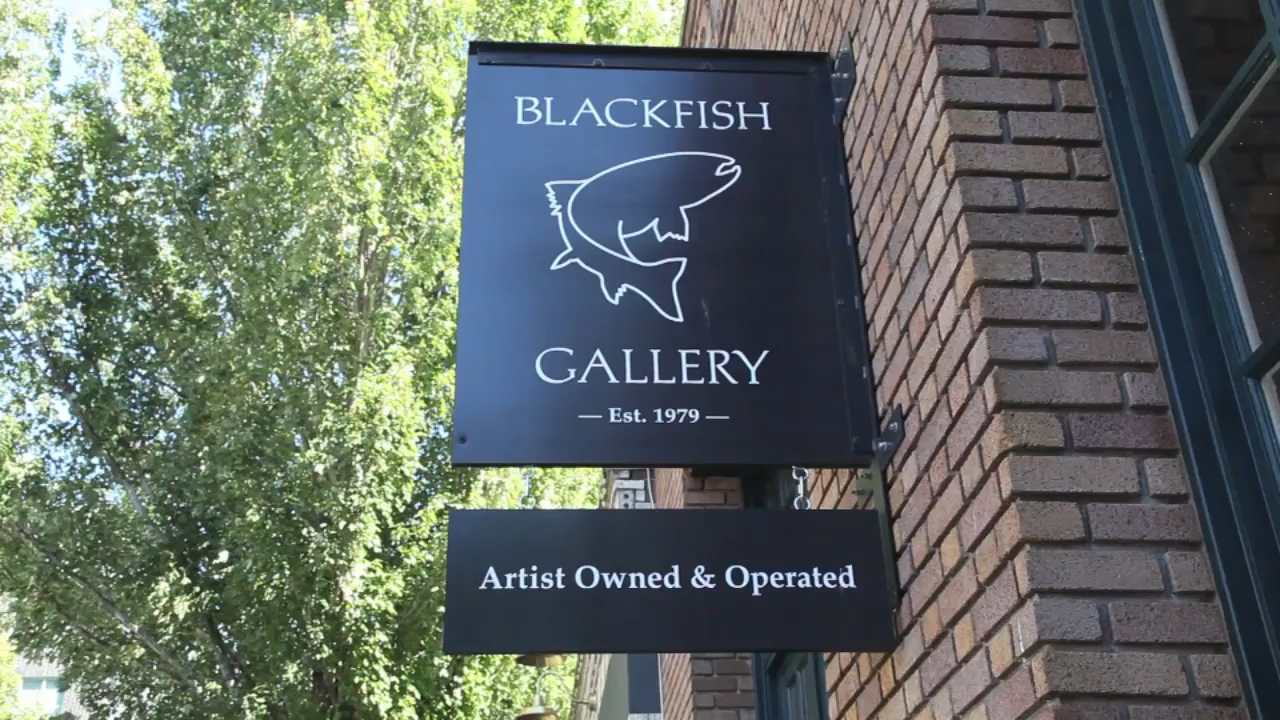 BLACKFISH
GALLERY
— Est. 1979 —
Artist Owned & Operated